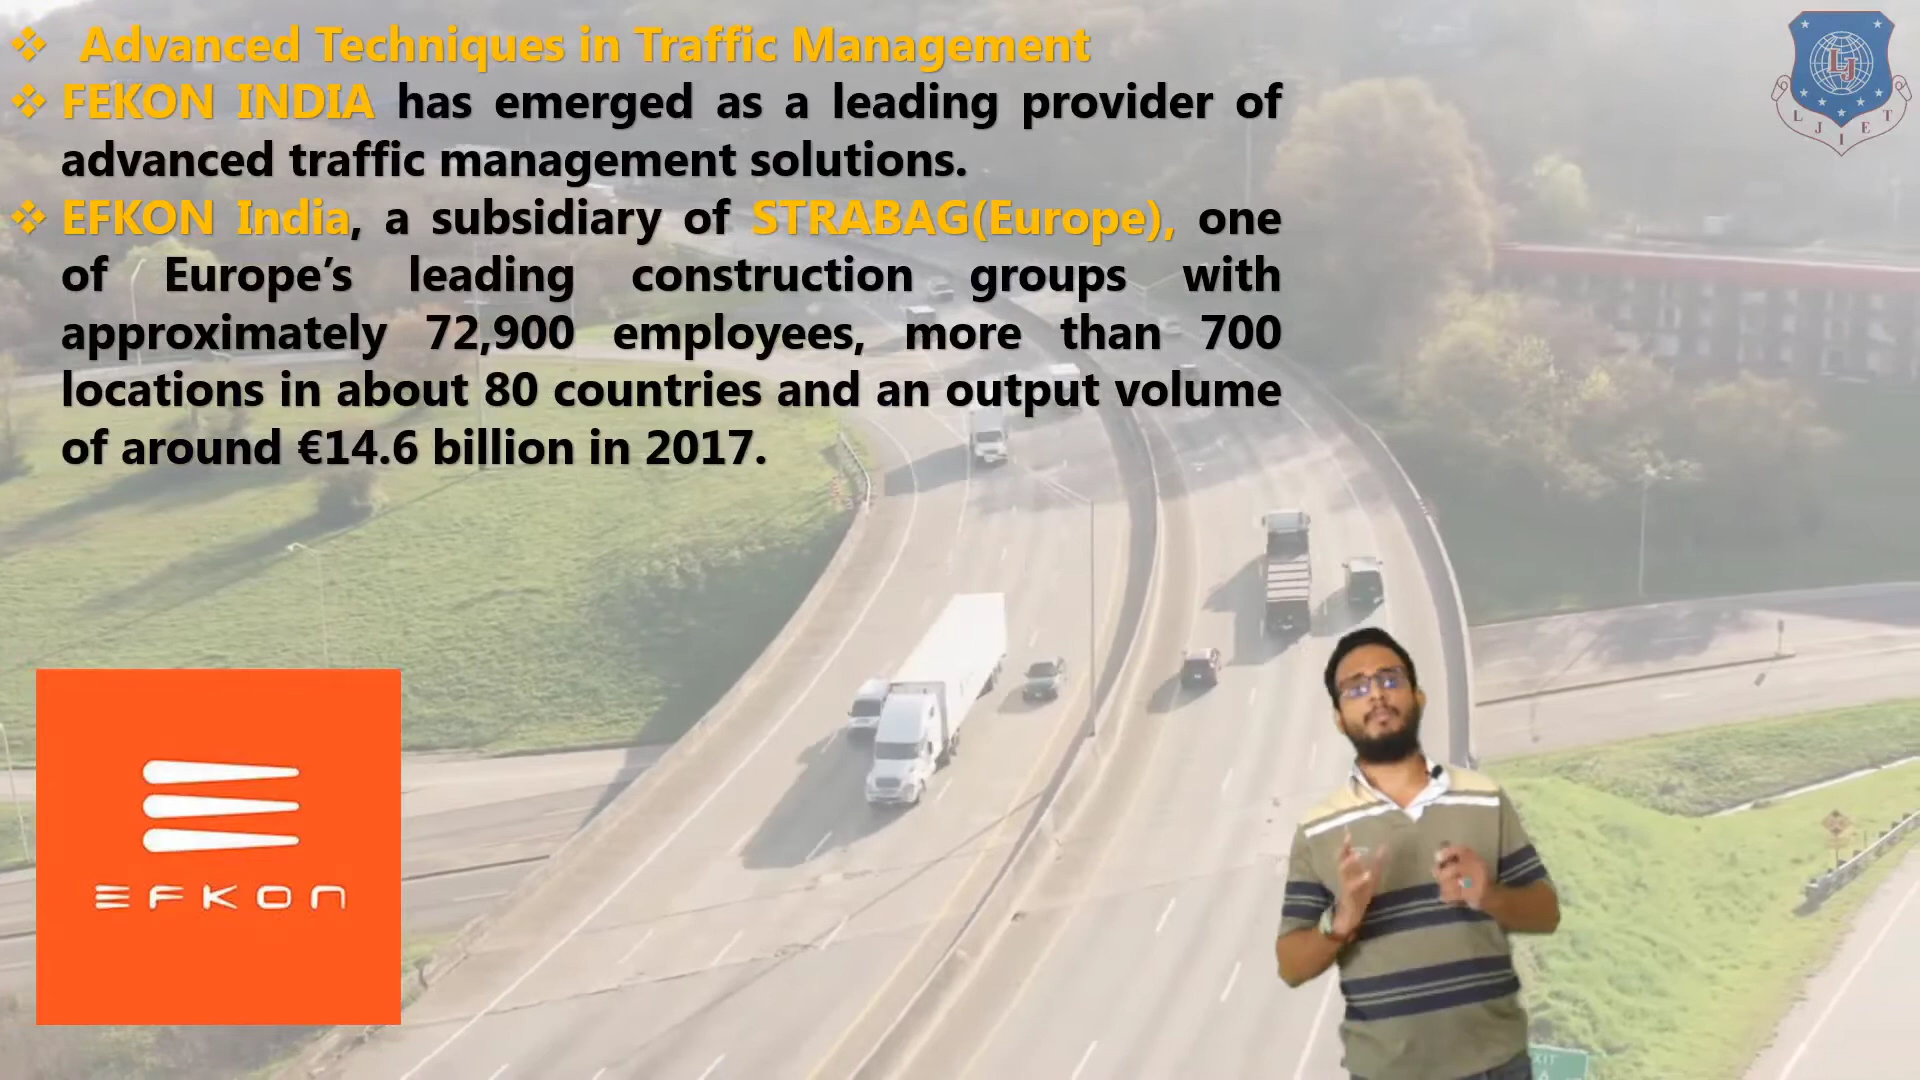 Advanced Techniques in Traffic Management
FEKON INDIA has emerged as a leading provider of
advanced traffic management solutions.
EFKON India, a subsidiary of STRABAG(Europe), one
of Europe’s leading construction groups with
approximately 72,900 employees, more than 700
locations in about 80 countries and an output volume
of around €14.6 billion in 2017.
LJ
L J I E T
EFKON
EXIT